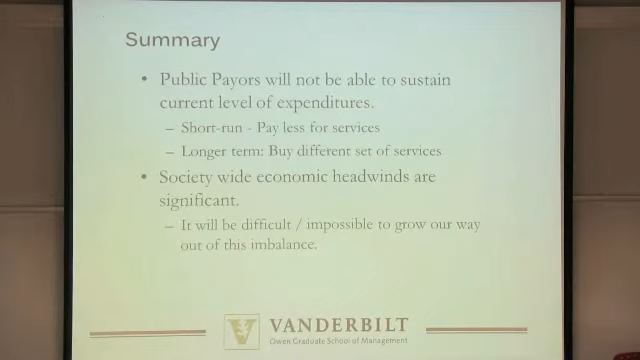 Summary
• Public Payors will not be able to sustain
current level of expenditures.
– Short-run - Pay less for services
– Longer term: Buy different set of services
• Society wide economic headwinds are
significant.
– It will be difficult / impossible to grow our way
out of this imbalance.
V VANDERBILT
Owen Graduate School of Management